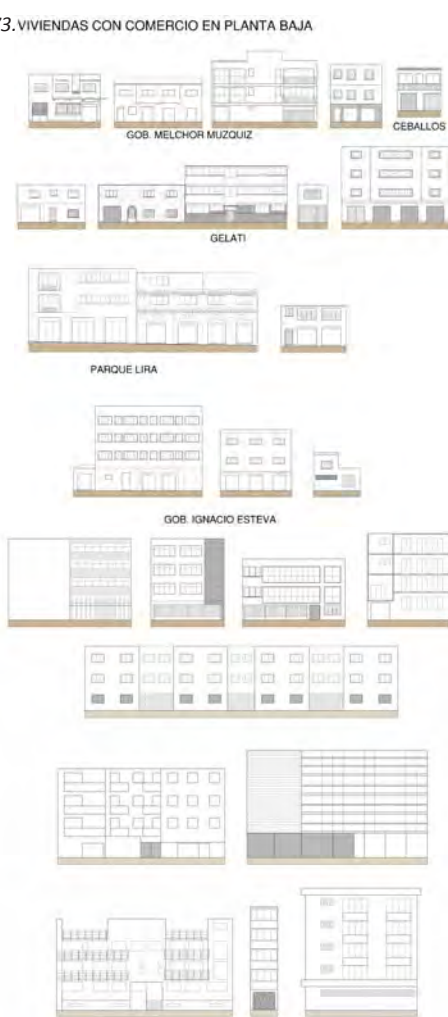 3. VIVIENDAS CON COMERCIO EN PLANTA BAJA
GOB. MELCHOR MUZQUIZ
CEBALLOS
GELATI
PARQUE LIRA
GOB. IGNACIO ESTEVA